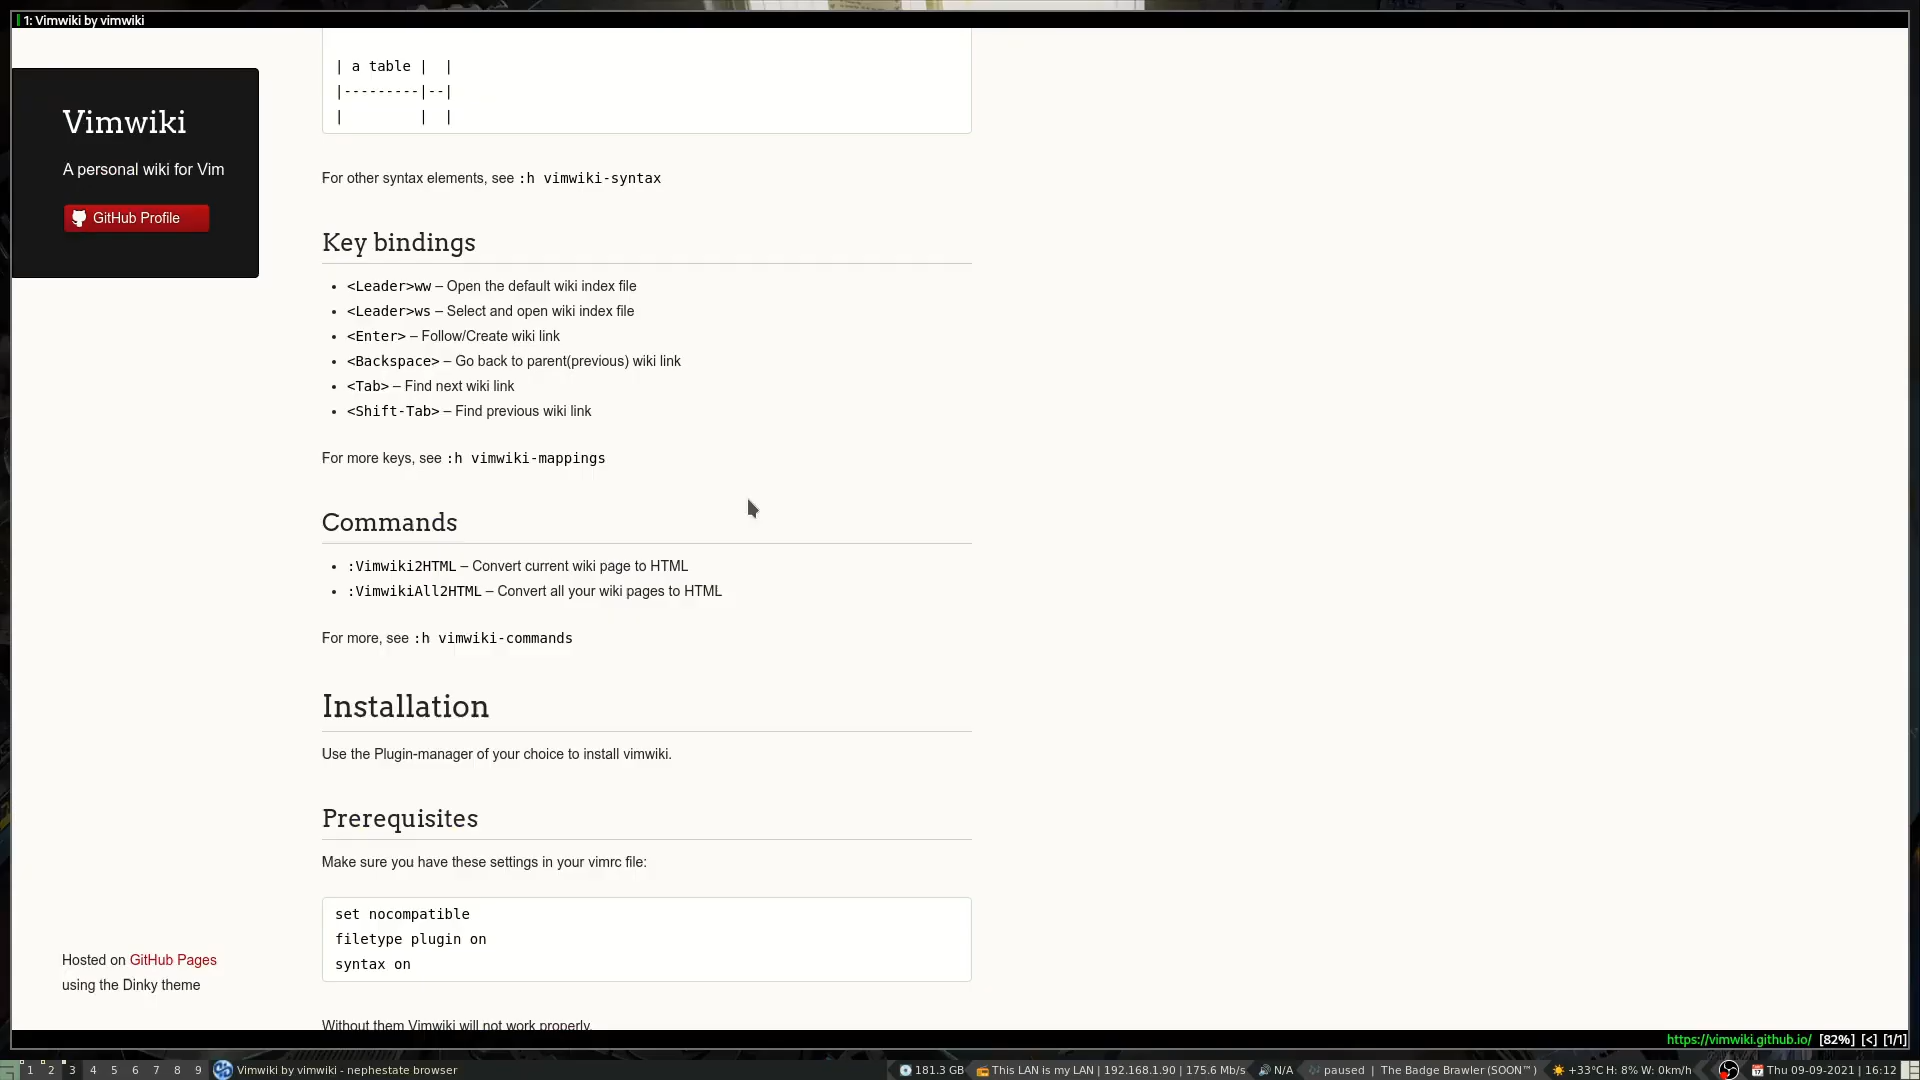 1: Vimwiki by vimwiki
Vimwiki
A personal wiki for Vim
GitHub Profile
| a table |  |
|---------|--|
|         |  |
For other syntax elements, see :h vimwiki-syntax
Key bindings
<Leader>ww – Open the default wiki index file
<Leader>ws – Select and open wiki index file
<Enter> – Follow/Create wiki link
<Backspace> – Go back to parent(previous) wiki link
<Tab> – Find next wiki link
<Shift-Tab> – Find previous wiki link
For more keys, see :h vimwiki-mappings
Commands
:Vimwiki2HTML – Convert current wiki page to HTML
:VimwikiAll2HTML – Convert all your wiki pages to HTML
For more, see :h vimwiki-commands
Installation
Use the Plugin-manager of your choice to install vimwiki.
Prerequisites
Make sure you have these settings in your vimrc file:
set nocompatible
filetype plugin on
syntax on
Without them Vimwiki will not work properly.
Hosted on GitHub Pages
using the Dinky theme
https://vimwiki.github.io/ [82%] [<] [1/1]
1 2 3 4 5 6 7 8 9 Vimwiki by vimwiki - nephestate browser 181.3 GB This LAN is my LAN | 192.168.1.90 | 175.6 Mb/s N/A paused | The Badge Brawler (SOON™) +33°C H: 8% W: 0km/h Thu 09-09-2021 | 16:12